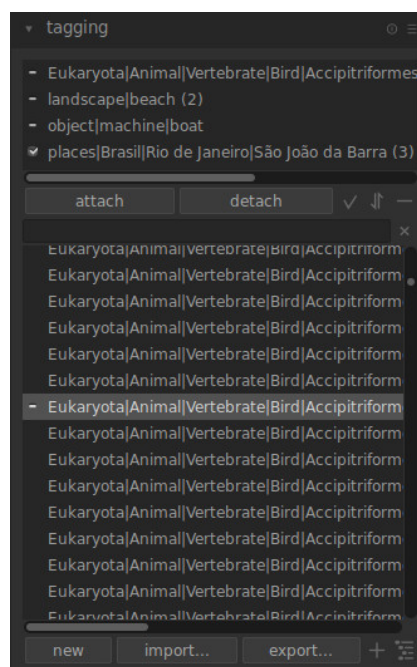 tagging
Eukaryota|Animal|Vertebrate|Bird|Accipitriformes
landscape|beach (2)
object|machine|boat
places|Brasil|Rio de Janeiro|São João da Barra (3)
attach detach
Eukaryota|Animal|Vertebrate|Bird|Accipitriform
Eukaryota|Animal|Vertebrate|Bird|Accipitriform
Eukaryota|Animal|Vertebrate|Bird|Accipitriform
Eukaryota|Animal|Vertebrate|Bird|Accipitriform
Eukaryota|Animal|Vertebrate|Bird|Accipitriform
Eukaryota|Animal|Vertebrate|Bird|Accipitriform
Eukaryota|Animal|Vertebrate|Bird|Accipitriforme
Eukaryota|Animal|Vertebrate|Bird|Accipitriform
Eukaryota|Animal|Vertebrate|Bird|Accipitriform
Eukaryota|Animal|Vertebrate|Bird|Accipitriform
Eukaryota|Animal|Vertebrate|Bird|Accipitriform
Eukaryota|Animal|Vertebrate|Bird|Accipitriform
Eukaryota|Animal|Vertebrate|Bird|Accipitriform
Eukaryota|Animal|Vertebrate|Bird|Accipitriform
Eukaryota|Animal|Vertebrate|Bird|Accipitriform
new import... export...